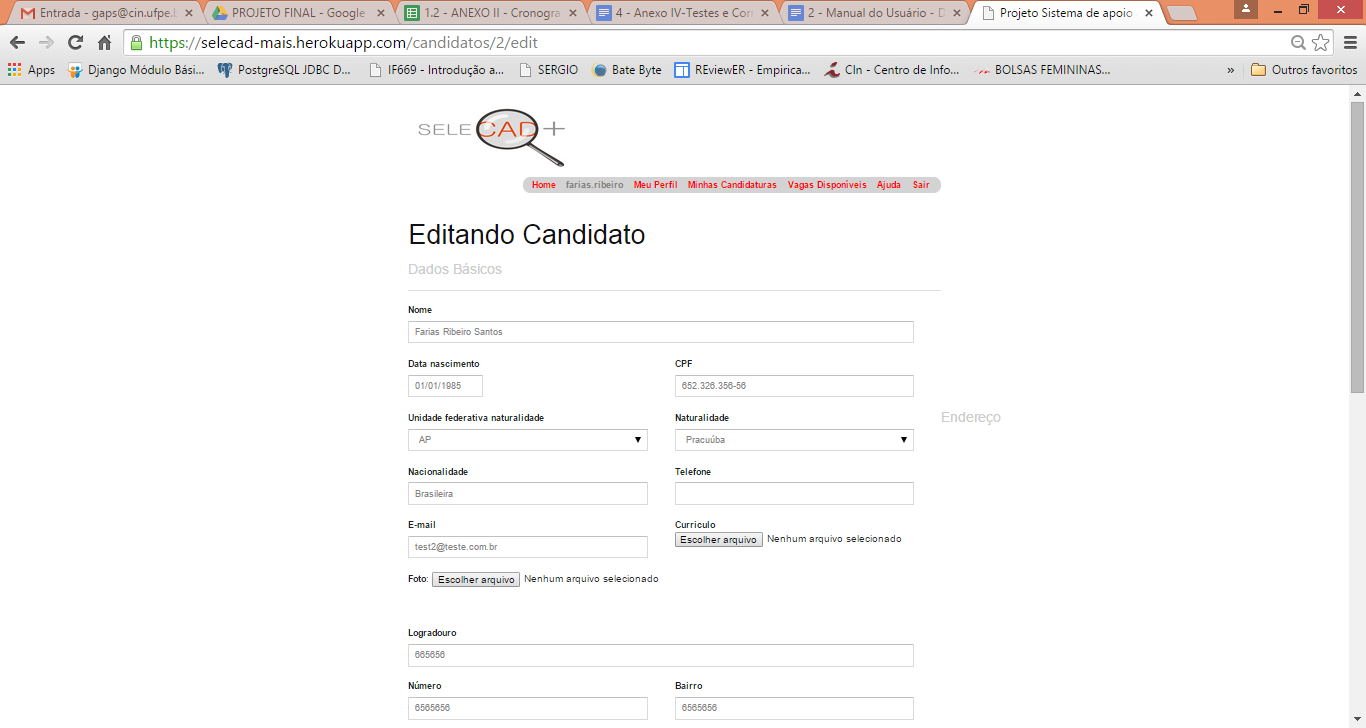 Entrada - gaps@cin.ufpe.b
PROJETO FINAL - Google
1.2 - ANEXO II - Cronogra
4 - Anexo IV-Testes e Cor
2 - Manual do Usuário - D
Projeto Sistema de apoio
https://selecad-mais.herokuapp.com/candidatos/2/edit
Apps
Django Módulo Bási...
PostgreSQL JDBC D...
IF669 - Introdução a...
SERGIO
Bate Byte
REviewER - Empirica...
CIn - Centro de Info...
BOLSAS FEMININAS...
»
Outros favoritos
SELECAD+
Home farias.ribeiro Meu Perfil Minhas Candidaturas Vagas Disponíveis Ajuda Sair
Editando Candidato
Dados Básicos
Nome
Farias Ribeiro Santos
Data nascimento CPF
01/01/1985 652.326.356-56
Unidade federativa naturalidade Naturalidade Endereço
AP Pracuúba
Nacionalidade Telefone
Brasileira
E-mail Curriculo
test2@teste.com.br Escolher arquivo Nenhum arquivo selecionado
Foto: Escolher arquivo Nenhum arquivo selecionado
Logradouro
665656
Número Bairro
6565656 6565656